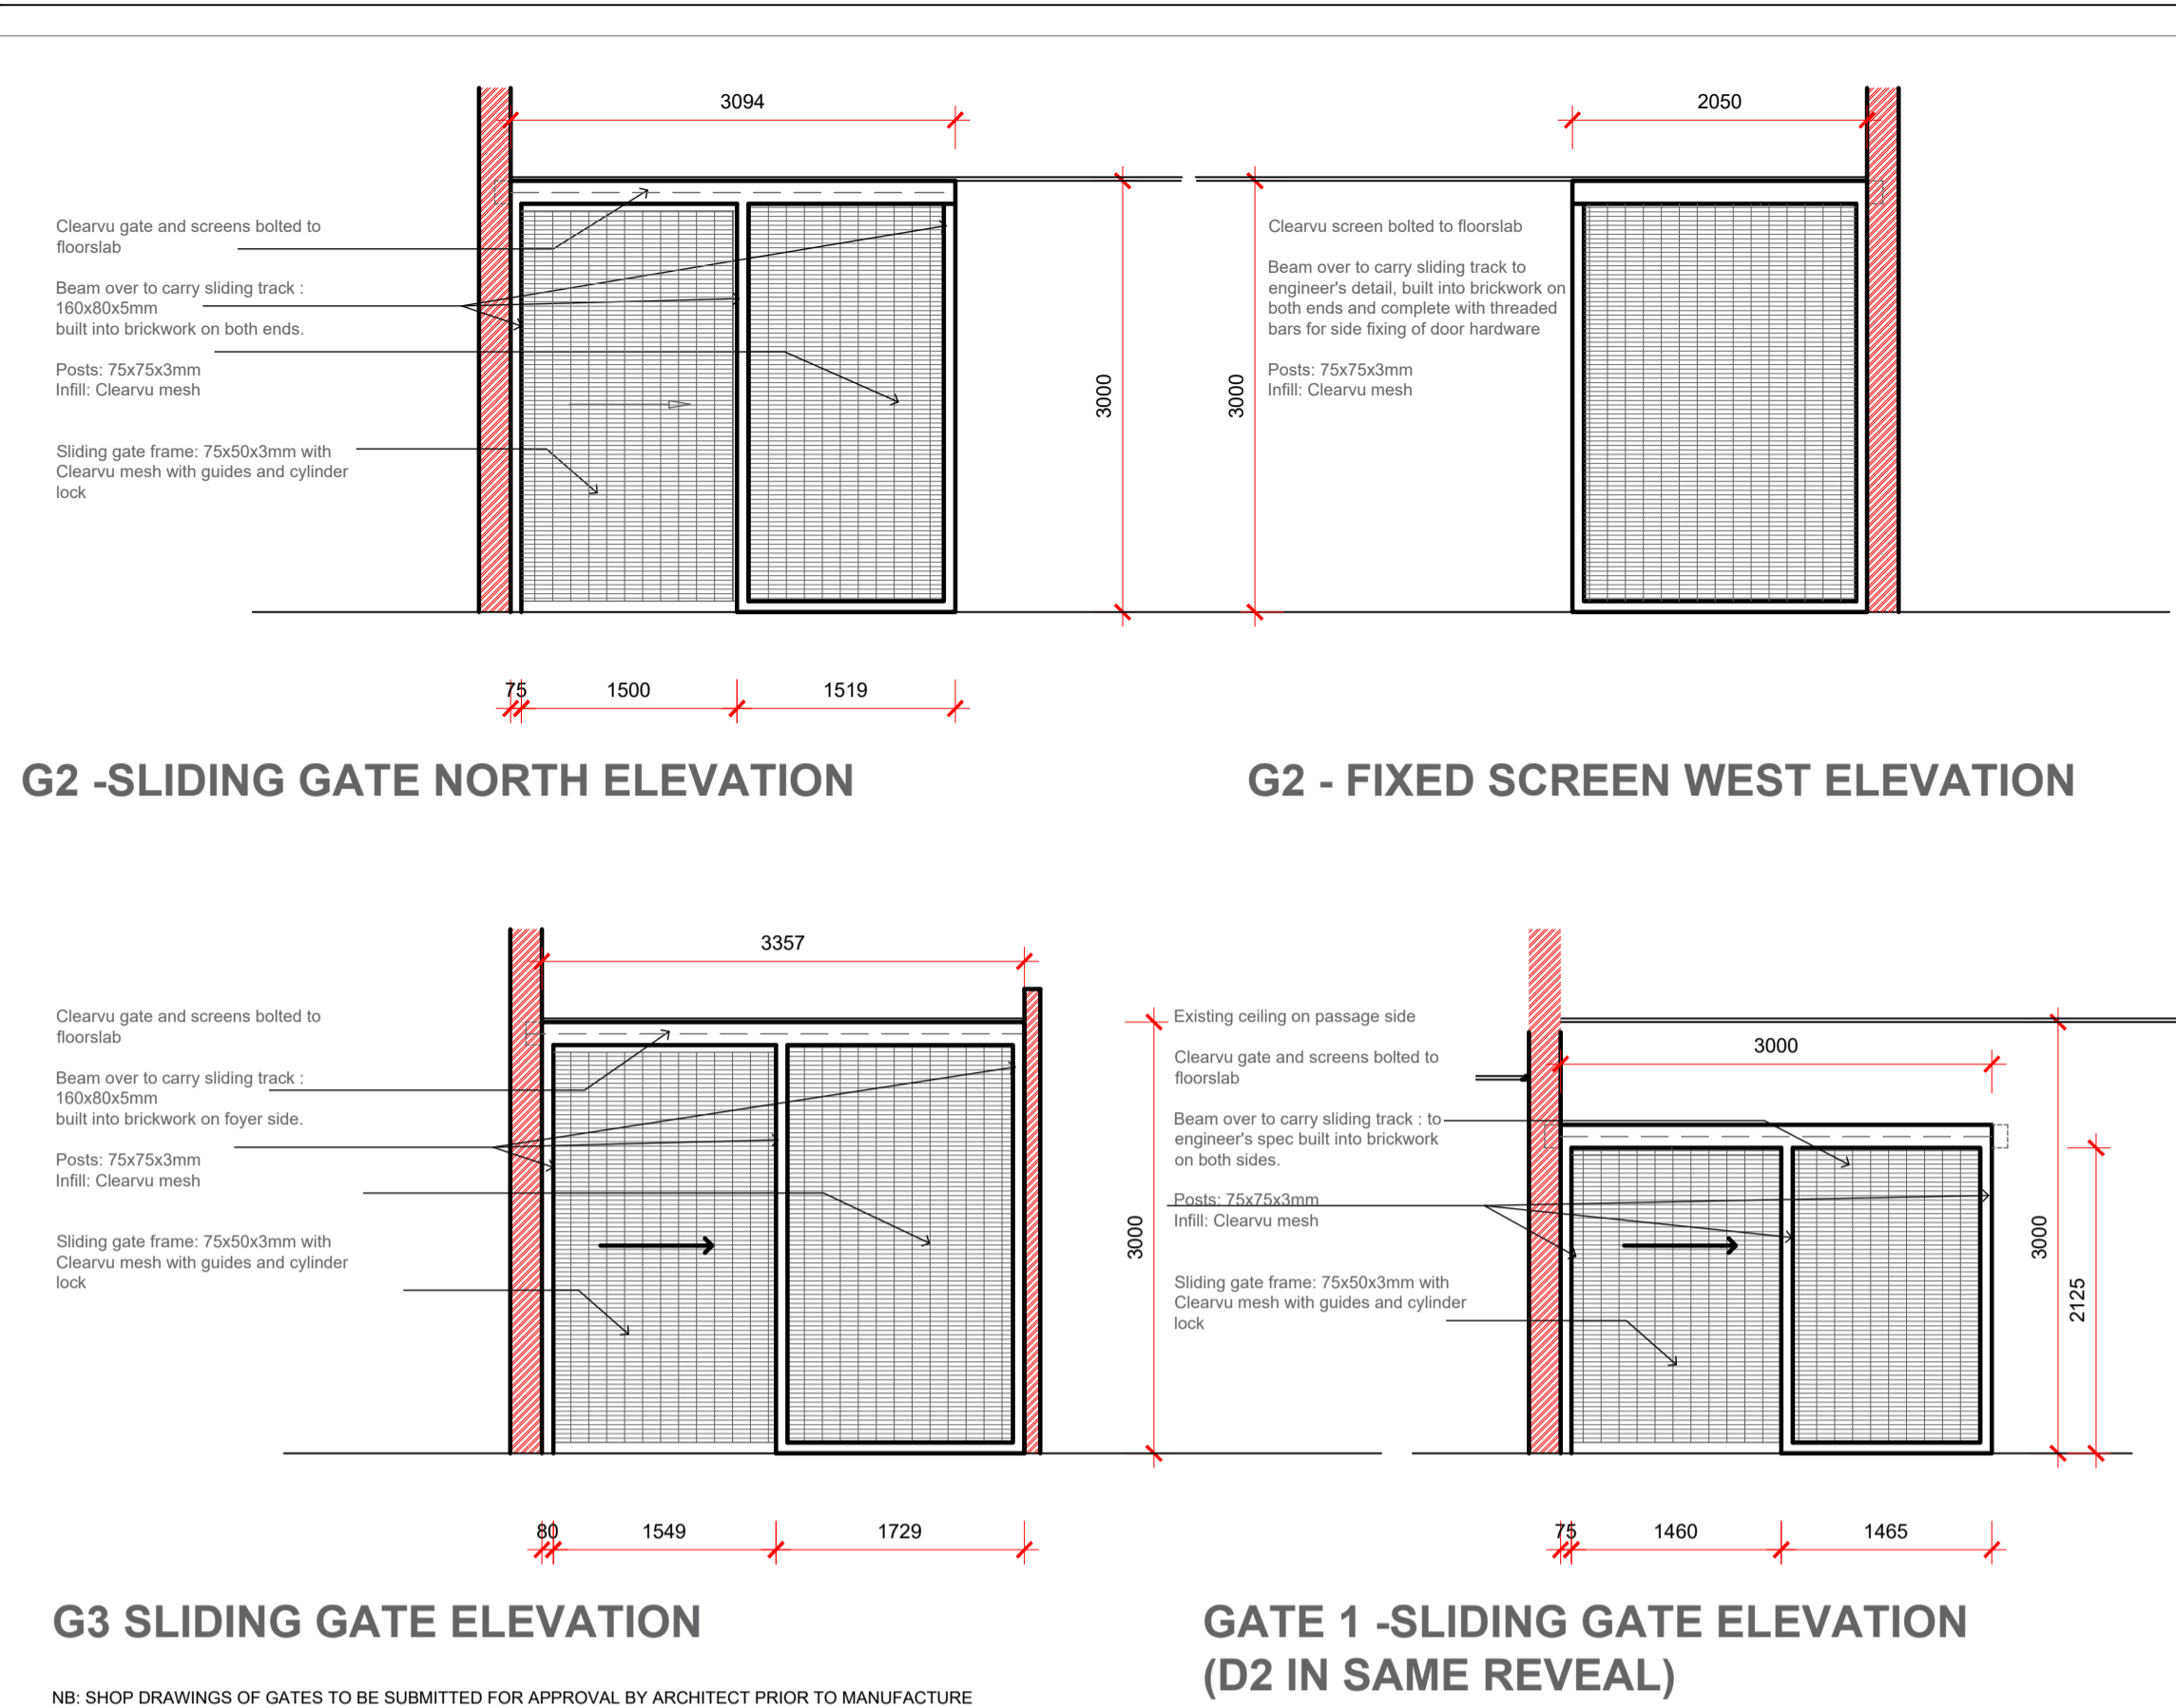 3094
2050
Clearvu gate and screens bolted to
floorslab
Beam over to carry sliding track :
160x80x5mm
built into brickwork on both ends.
Posts: 75x75x3mm
Infill: Clearvu mesh
Sliding gate frame: 75x50x3mm with
Clearvu mesh with guides and cylinder
lock
3000
3000
Clearvu screen bolted to floorslab
Beam over to carry sliding track to
engineer's detail, built into brickwork on
both ends and complete with threaded
bars for side fixing of door hardware
Posts: 75x75x3mm
Infill: Clearvu mesh
75
1500
1519
G2 -SLIDING GATE NORTH ELEVATION
G2 - FIXED SCREEN WEST ELEVATION
3357
Clearvu gate and screens bolted to
floorslab
Beam over to carry sliding track :
160x80x5mm
built into brickwork on foyer side.
Posts: 75x75x3mm
Infill: Clearvu mesh
Sliding gate frame: 75x50x3mm with
Clearvu mesh with guides and cylinder
lock
3000
80
1549
1729
G3 SLIDING GATE ELEVATION
Existing ceiling on passage side
Clearvu gate and screens bolted to
floorslab
Beam over to carry sliding track : to
engineer's spec built into brickwork
on both sides.
Posts: 75x75x3mm
Infill: Clearvu mesh
Sliding gate frame: 75x50x3mm with
Clearvu mesh with guides and cylinder
lock
3000
3000
2125
75
1460
1465
GATE 1 -SLIDING GATE ELEVATION
(D2 IN SAME REVEAL)
NB: SHOP DRAWINGS OF GATES TO BE SUBMITTED FOR APPROVAL BY ARCHITECT PRIOR TO MANUFACTURE